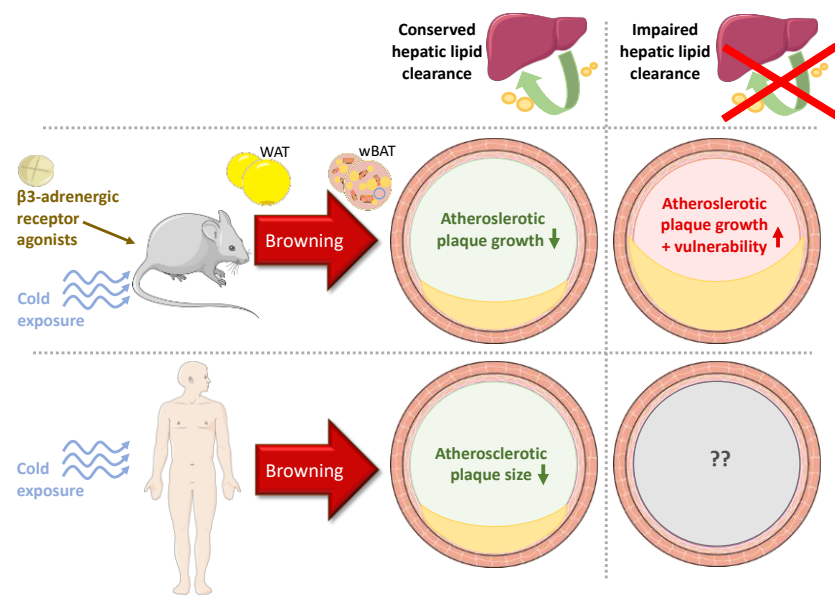 Conserved
hepatic lipid
clearance
Impaired
hepatic lipid
clearance
β3-adrenergic
receptor
agonists
WAT
wBAT
Browning
Cold
exposure
Atheroslerotic
plaque growth
Atheroslerotic
plaque growth
+ vulnerability
Cold
exposure
Browning
Atherosclerotic
plaque size
??